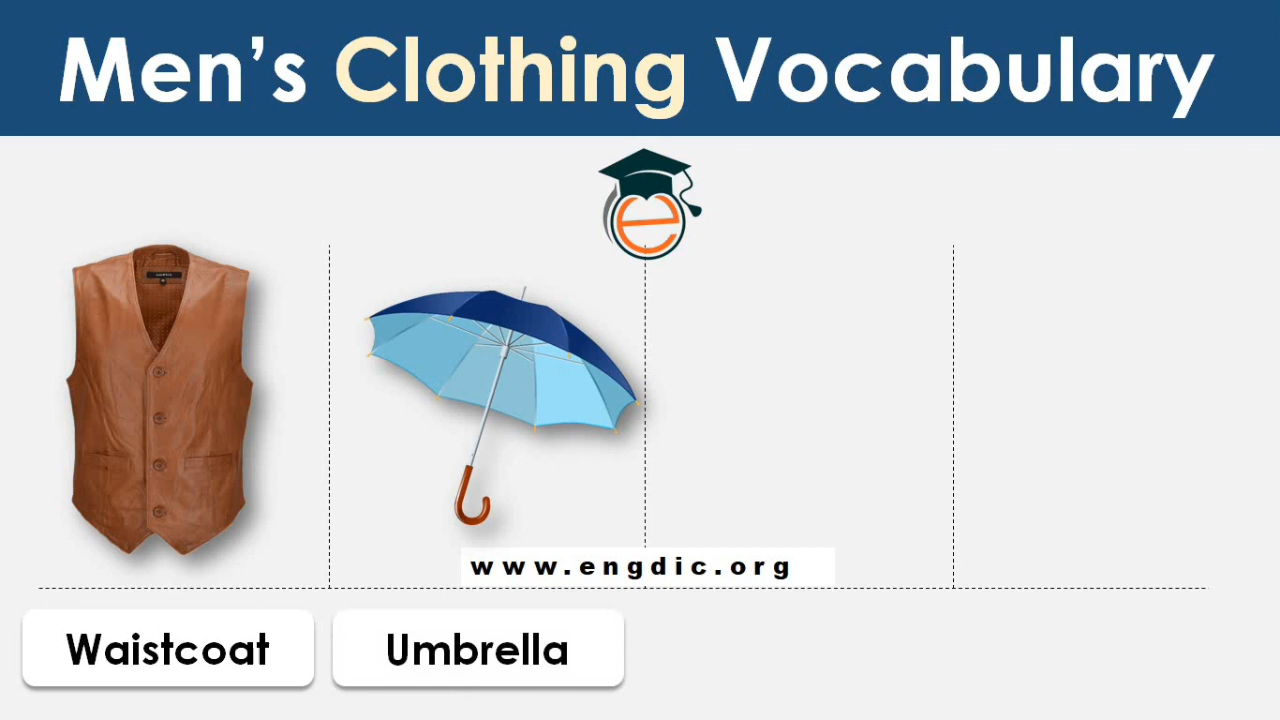 Men's Clothing Vocabulary
www.engdic.org
Waistcoat
Umbrella